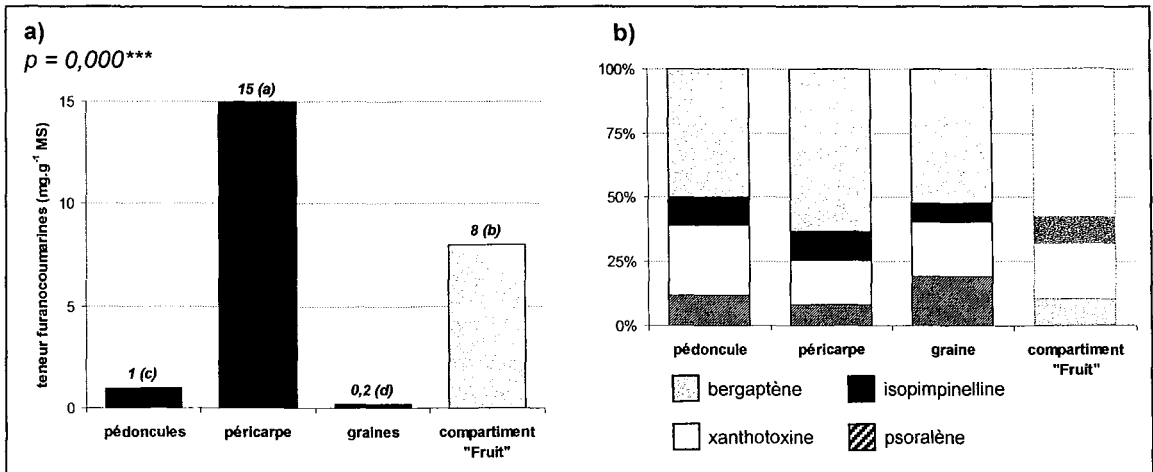 a)
p = 0,000***
teneur furanocoumarines (mg.g⁻¹ MS)
15
10
5
0
1 (c)
15 (a)
0,2 (d)
8 (b)
pédoncules
péricarpe
graines
compartiment
"Fruit"
b)
100%
75%
50%
25%
0%
pédoncule
péricarpe
graine
compartiment
"Fruit"
bergaptène
isopimpinelline
xanthotoxine
psoralène